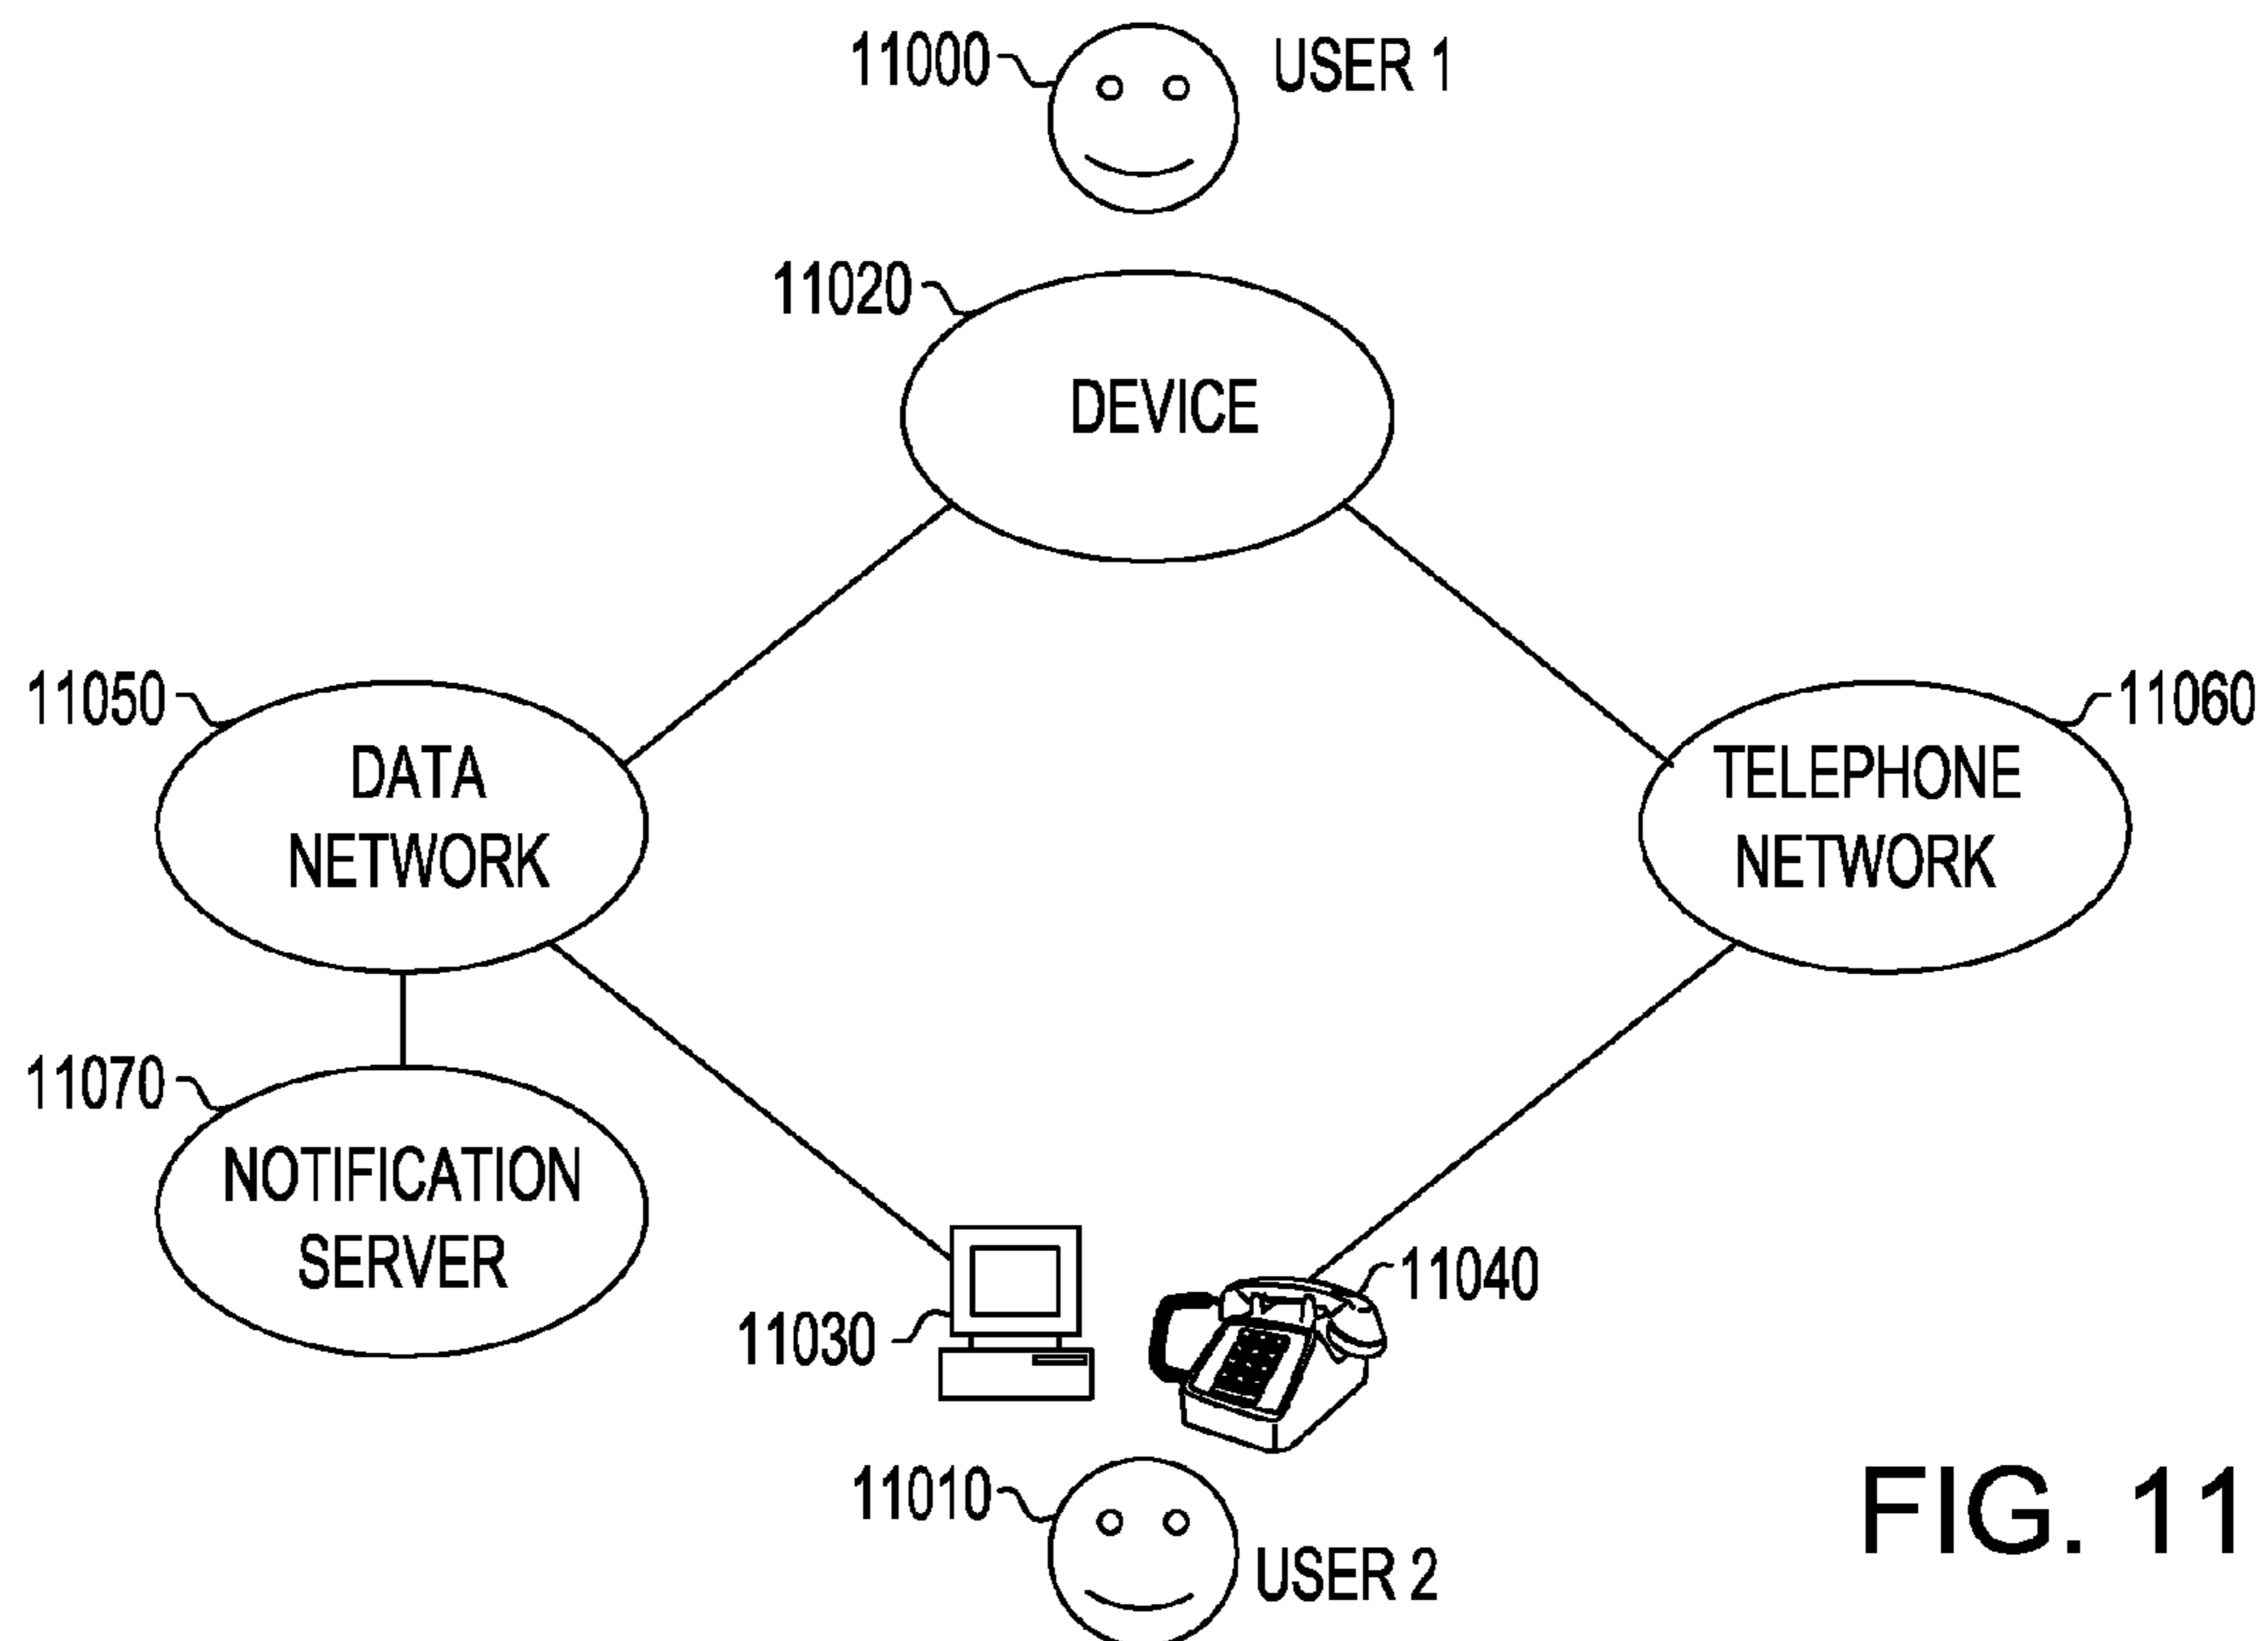 11000
USER 1
11020
DEVICE
11050
DATA
NETWORK
11060
TELEPHONE
NETWORK
11070
NOTIFICATION
SERVER
11030
11040
11010
USER 2
FIG. 11